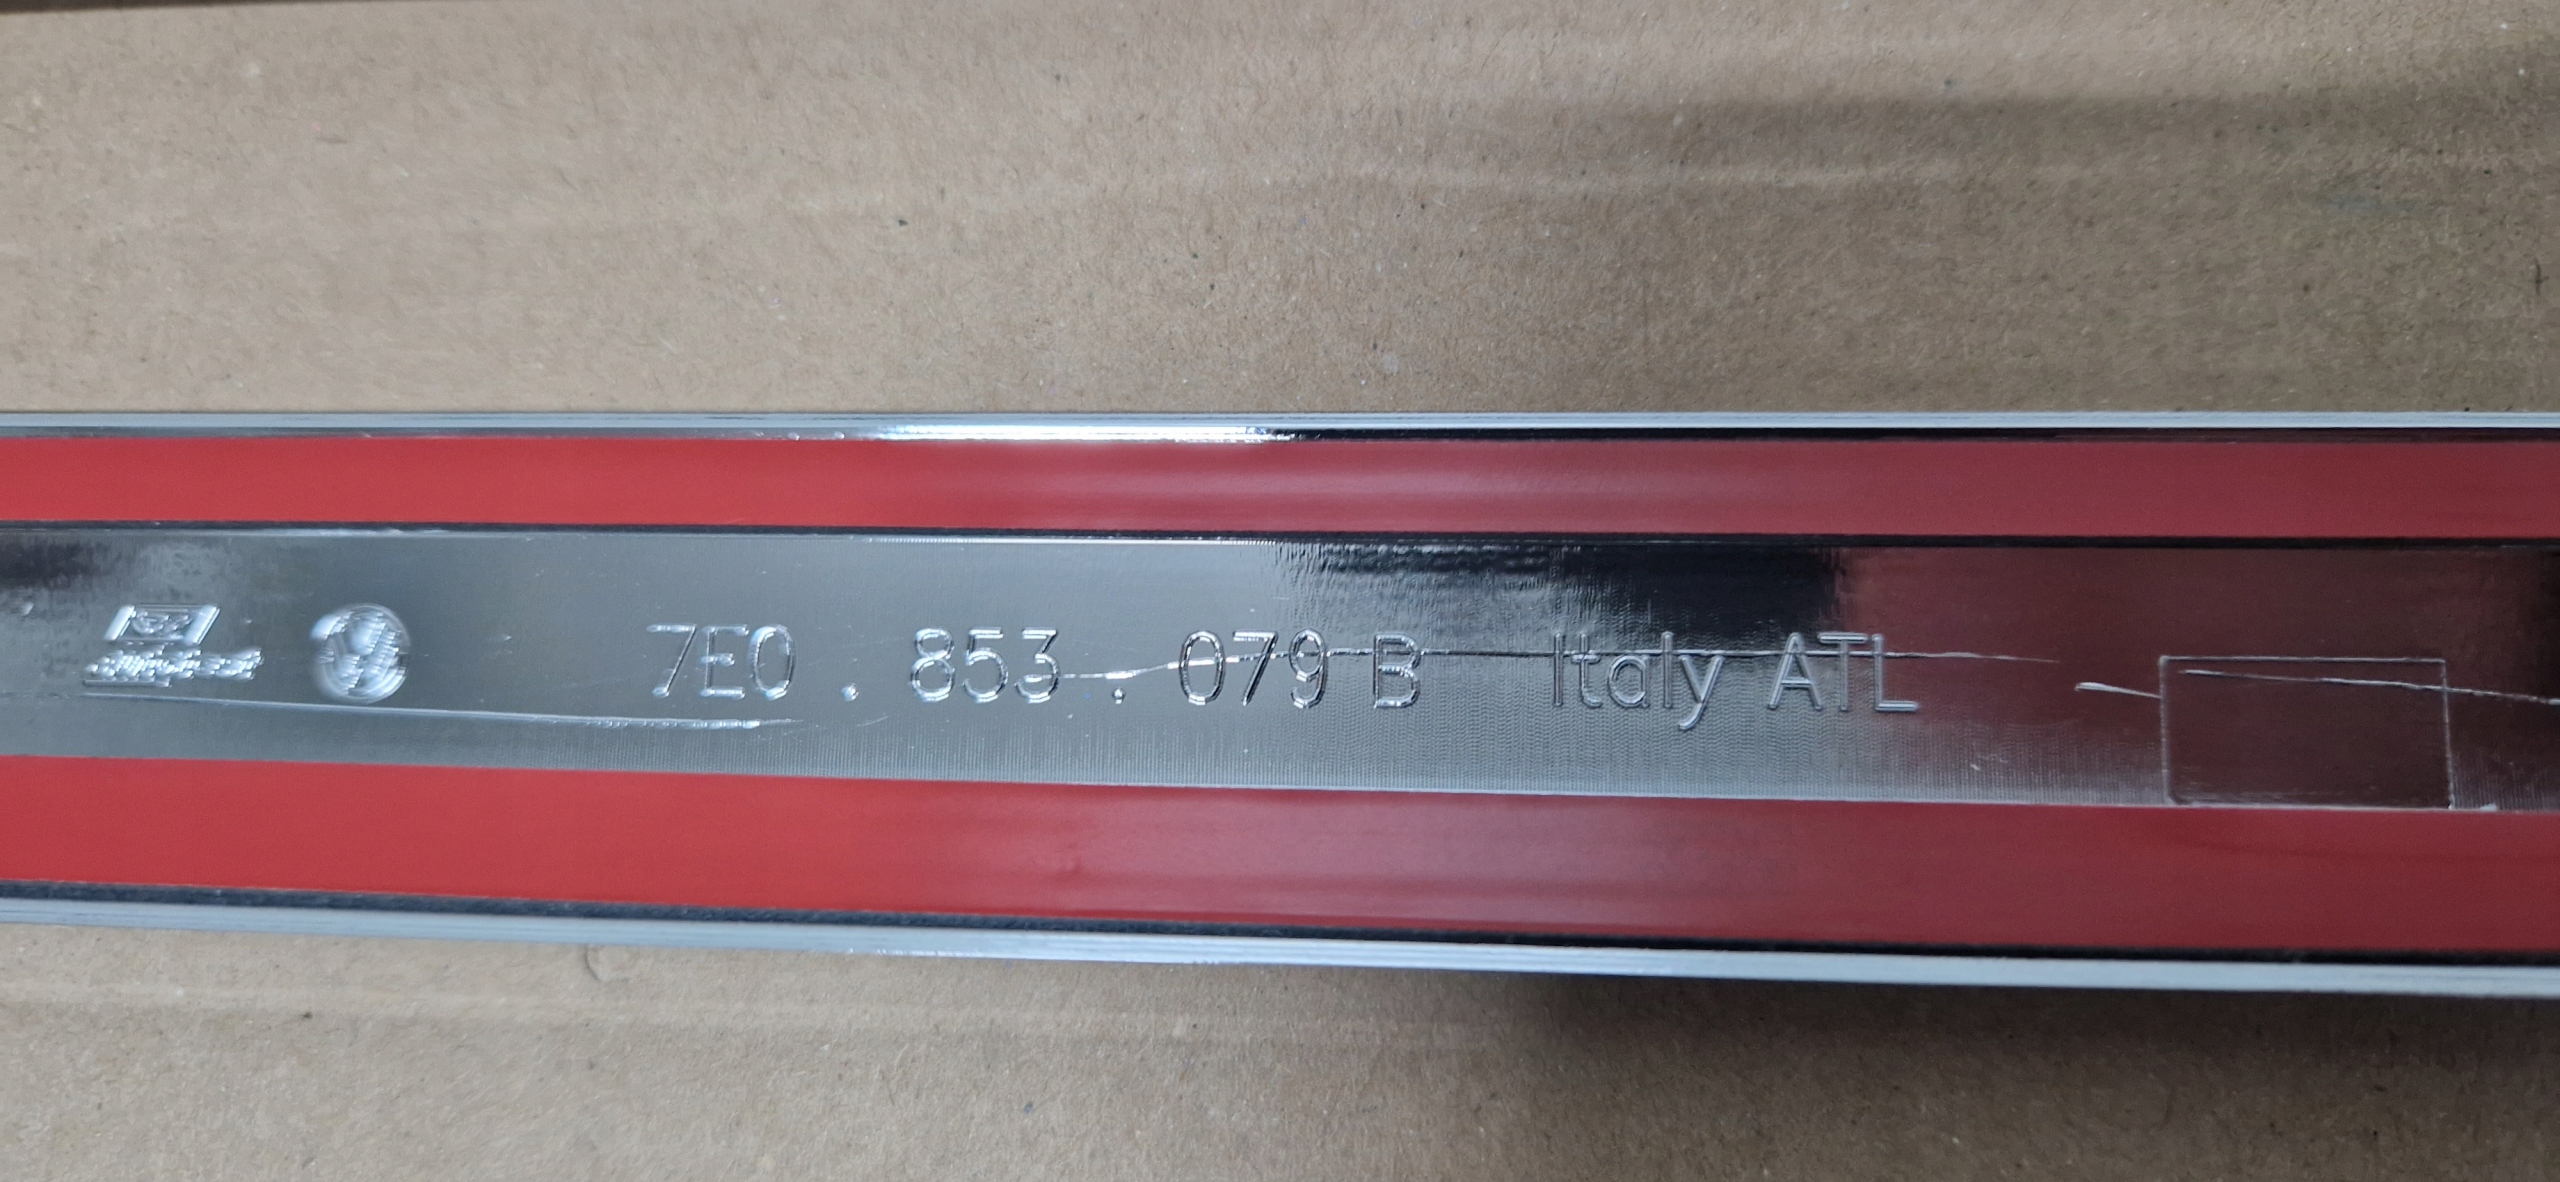 7E0 . 853 . 079 B Italy ATL